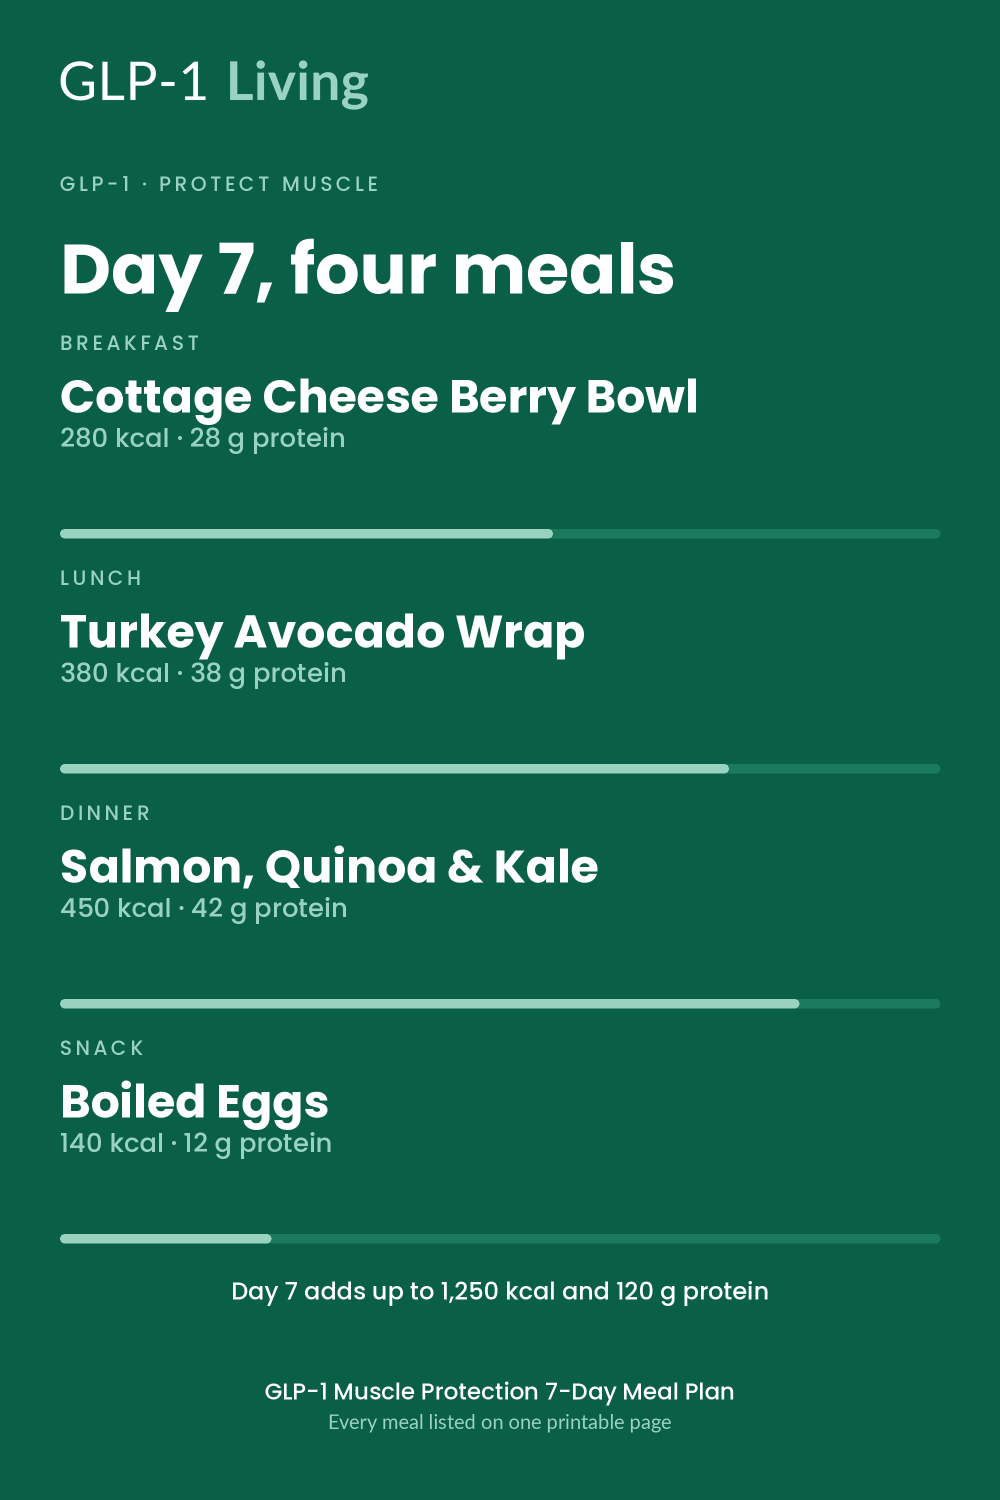 GLP-1 Living
GLP-1 · PROTECT MUSCLE
Day 7, four meals
BREAKFAST
Cottage Cheese Berry Bowl
280 kcal · 28 g protein
LUNCH
Turkey Avocado Wrap
380 kcal · 38 g protein
DINNER
Salmon, Quinoa & Kale
450 kcal · 42 g protein
SNACK
Boiled Eggs
140 kcal · 12 g protein
Day 7 adds up to 1,250 kcal and 120 g protein
GLP-1 Muscle Protection 7-Day Meal Plan
Every meal listed on one printable page